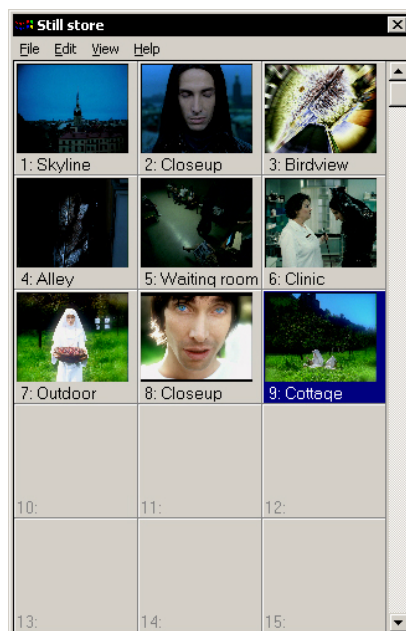 Still store
File Edit View Help
1: Skyline 2: Closeup 3: Birdview
4: Alley 5: Waiting room 6: Clinic
7: Outdoor 8: Closeup 9: Cottage
10: 11: 12:
13: 14: 15: